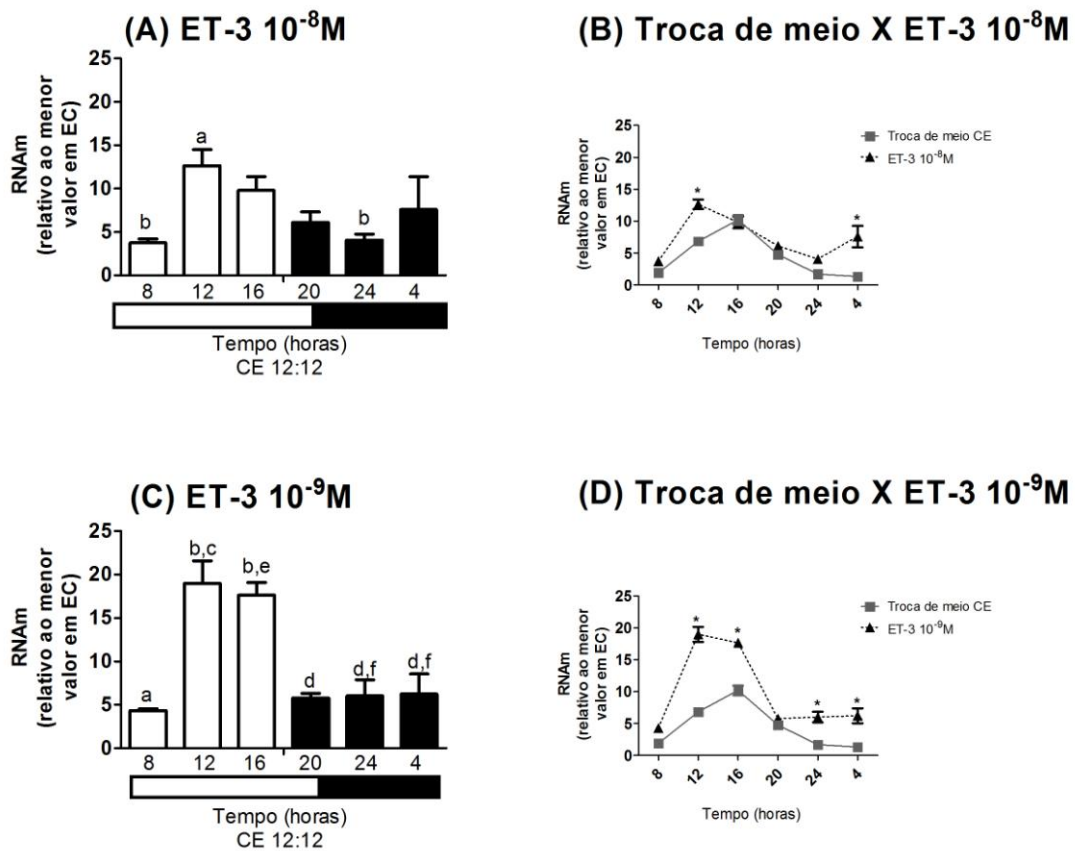 (A) ET-3 10⁻⁸M
RNAm
(relativo ao menor
valor em EC)
25
20
15
10
5
0
b
a
b
8 12 16 20 24 4
Tempo (horas)
CE 12:12
(B) Troca de meio X ET-3 10⁻⁸M
RNAm
(relativo ao menor
valor em EC)
25
20
15
10
5
0
* *
Troca de meio CE
ET-3 10⁻⁸M
8 12 16 20 24 4
Tempo (horas)
(C) ET-3 10⁻⁹M
RNAm
(relativo ao menor
valor em EC)
25
20
15
10
5
0
a b,c b,e d d,f d,f
8 12 16 20 24 4
Tempo (horas)
CE 12:12
(D) Troca de meio X ET-3 10⁻⁹M
RNAm
(relativo ao menor
valor em EC)
25
20
15
10
5
0
* * * *
Troca de meio CE
ET-3 10⁻⁹M
8 12 16 20 24 4
Tempo (horas)